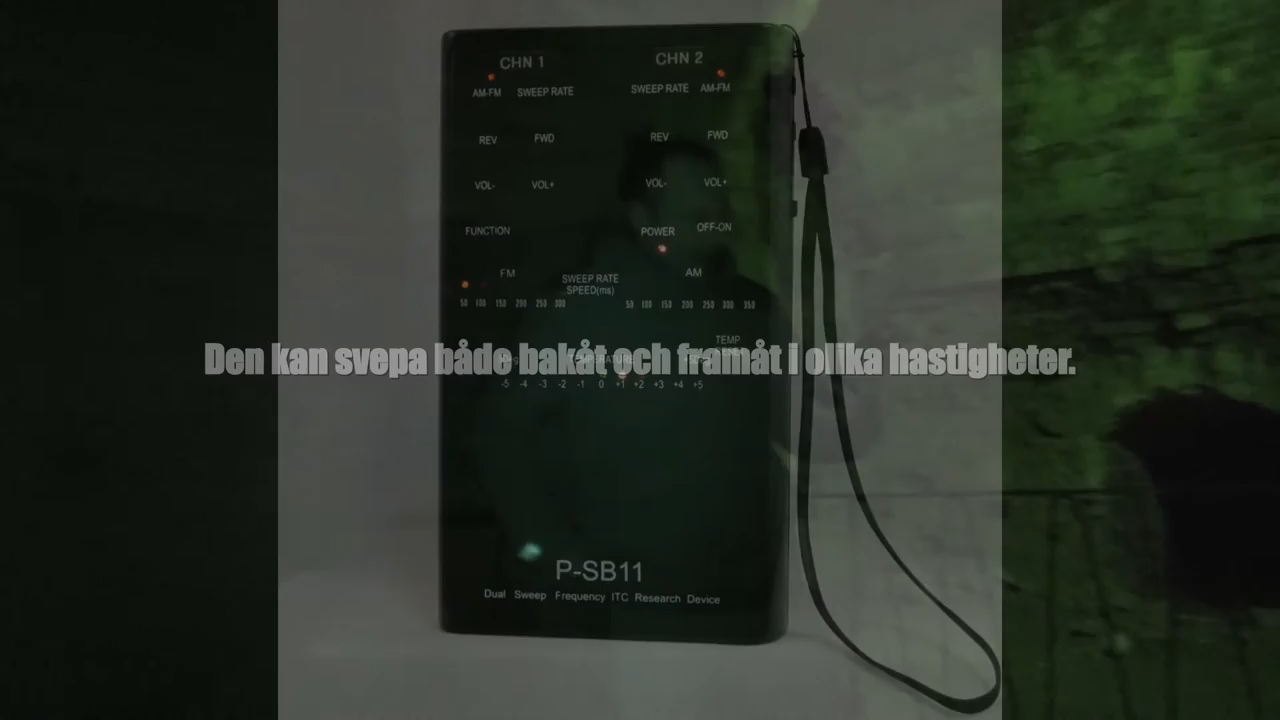 CHN 1 CHN 2
AM-FM SWEEP RATE SWEEP RATE AM-FM
REV FWD REV FWD
VOL- VOL+ VOL- VOL+
FUNCTION POWER OFF-ON
FM SWEEP RATE AM
SPEED(ms)
50 100 150 200 250 300 50 100 150 200 250 300 350
TEMP
Den kan svepa både bakåt och framåt i olika hastigheter.
TEMPERATURE
-5 -4 -3 -2 -1 0 +1 +2 +3 +4 +5
P-SB11
Dual Sweep Frequency ITC Research Device